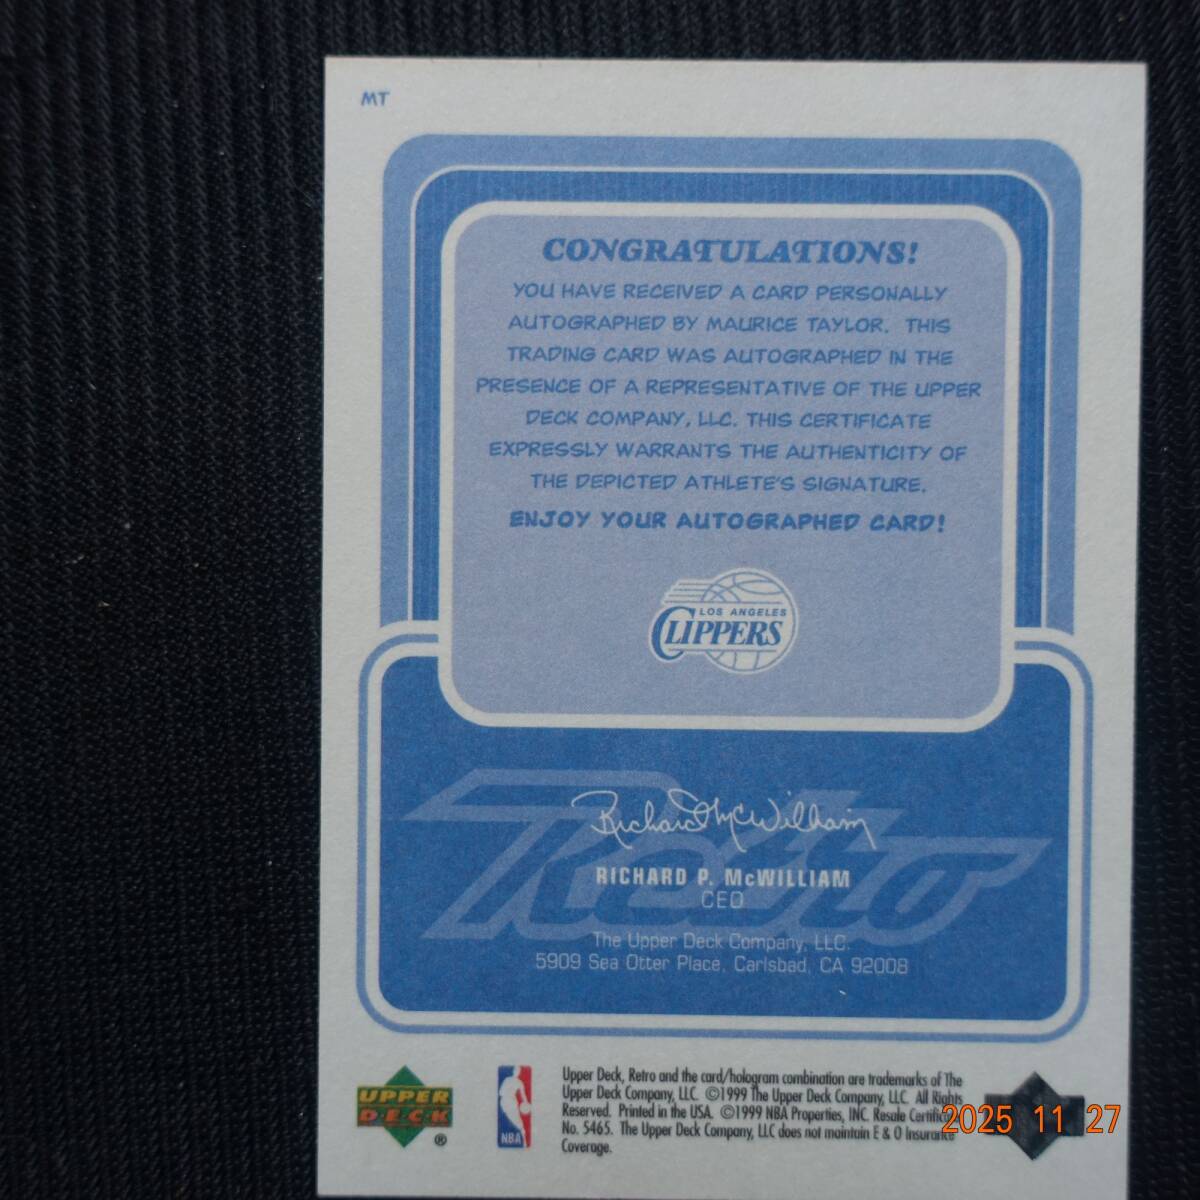 MT
CONGRATULATIONS!
YOU HAVE RECEIVED A CARD PERSONALLY
AUTOGRAPHED BY MAURICE TAYLOR. THIS
TRADING CARD WAS AUTOGRAPHED IN THE
PRESENCE OF A REPRESENTATIVE OF THE UPPER
DECK COMPANY, LLC. THIS CERTIFICATE
EXPRESSLY WARRANTS THE AUTHENTICITY OF
THE DEPICTED ATHLETE'S SIGNATURE.
ENJOY YOUR AUTOGRAPHED CARD!
LOS ANGELES
CLIPPERS
Retro
Richard P. McWilliam
RICHARD P. McWILLIAM
CEO
The Upper Deck Company, LLC.
5909 Sea Otter Place, Carlsbad, CA 92008
UPPER
DECK
®
NBA
Upper Deck, Retro and the card/hologram combination are trademarks of The
Upper Deck Company, LLC. ©1999 The Upper Deck Company, LLC. All Rights
Reserved. Printed in the USA. ©1999 NBA Properties, INC. Resale Certificate
No. 5465. The Upper Deck Company, LLC does not maintain E & O Insurance
Coverage.
2025 11 27